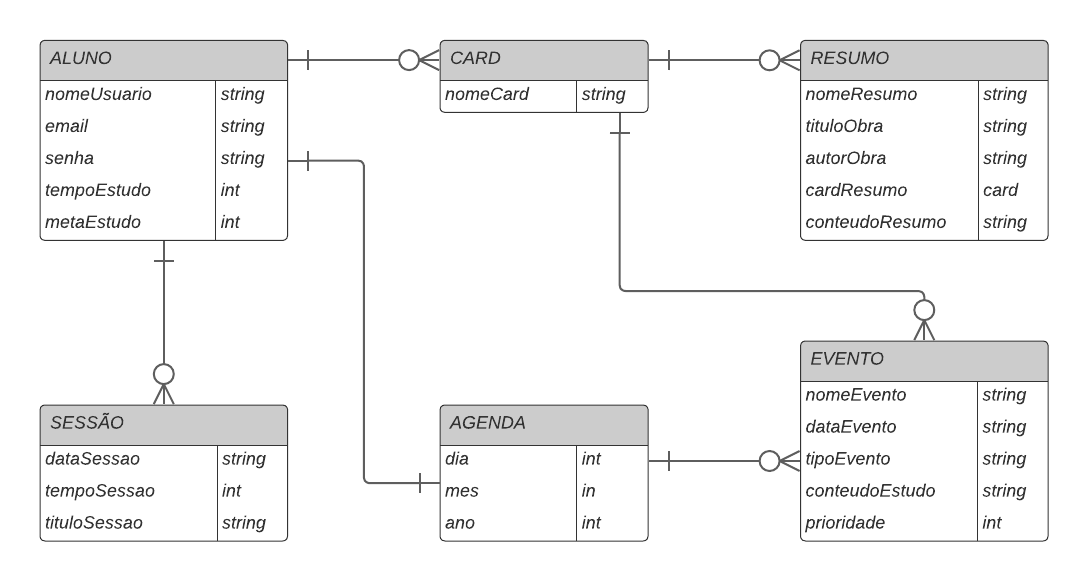 ALUNO
nomeUsuario string
email string
senha string
tempoEstudo int
metaEstudo int
CARD
nomeCard string
RESUMO
nomeResumo string
tituloObra string
autorObra string
cardResumo card
conteudoResumo string
SESSÃO
dataSessao string
tempoSessao int
tituloSessao string
AGENDA
dia int
mes in
ano int
EVENTO
nomeEvento string
dataEvento string
tipoEvento string
conteudoEstudo string
prioridade int